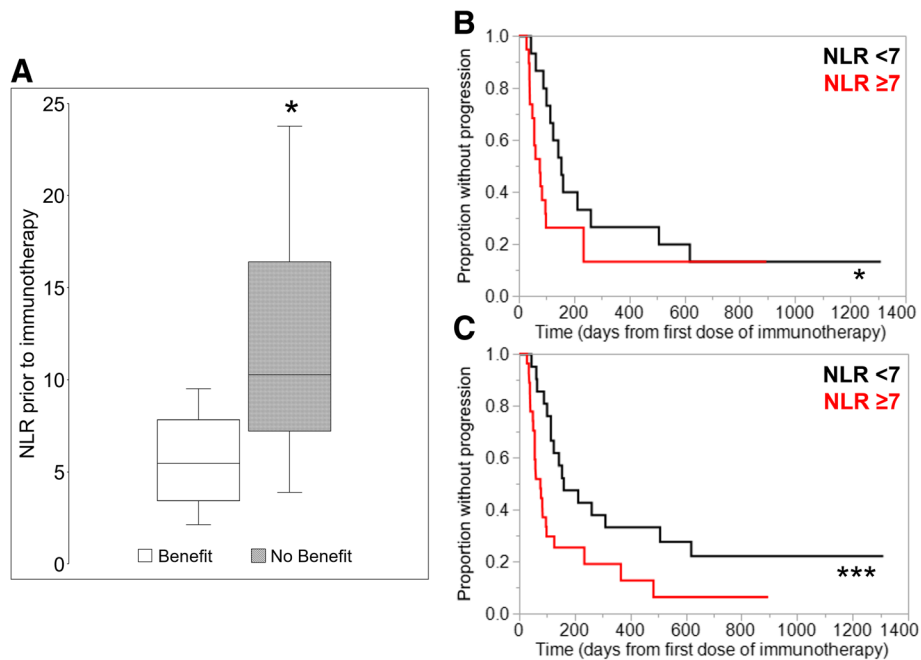 A
NLR prior to immunotherapy
25
20
15
10
5
0
*
Benefit
No Benefit
B
Proprotion without progression
1.0
0.8
0.6
0.4
0.2
0.0
NLR <7
NLR ≥7
*
0 200 400 600 800 1000 1200 1400
Time (days from first dose of immunotherapy)
C
Proportion without progression
1.0
0.8
0.6
0.4
0.2
0.0
NLR <7
NLR ≥7
***
0 200 400 600 800 1000 1200 1400
Time (days from first dose of immunotherapy)